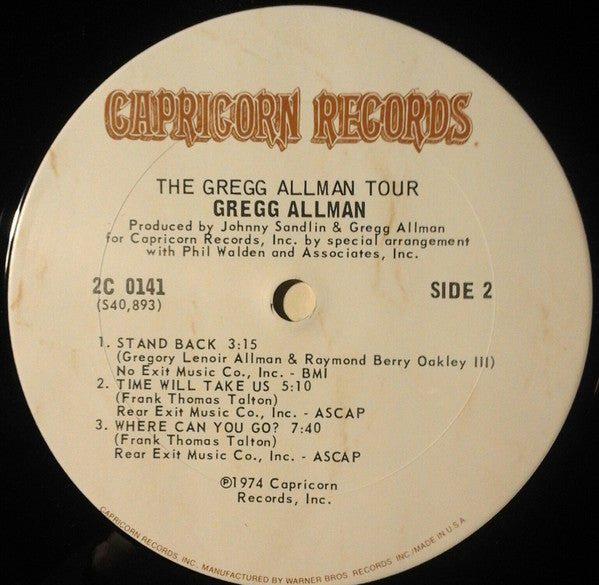 CAPRICORN RECORDS
THE GREGG ALLMAN TOUR
GREGG ALLMAN
Produced by Johnny Sandlin & Gregg Allman
for Capricorn Records, Inc. by special arrangement
with Phil Walden and Associates, Inc.
2C 0141 SIDE 2
(S40,893)
1. STAND BACK 3:15
(Gregory Lenoir Allman & Raymond Berry Oakley III)
No Exit Music Co., Inc. - BMI
2. TIME WILL TAKE US 5:10
(Frank Thomas Talton)
Rear Exit Music Co., Inc. - ASCAP
3. WHERE CAN YOU GO? 7:40
(Frank Thomas Talton)
Rear Exit Music Co., Inc. - ASCAP
℗1974 Capricorn
Records, Inc.
CAPRICORN RECORDS, INC., MANUFACTURED BY WARNER BROS. RECORDS, INC./MADE IN U.S.A.